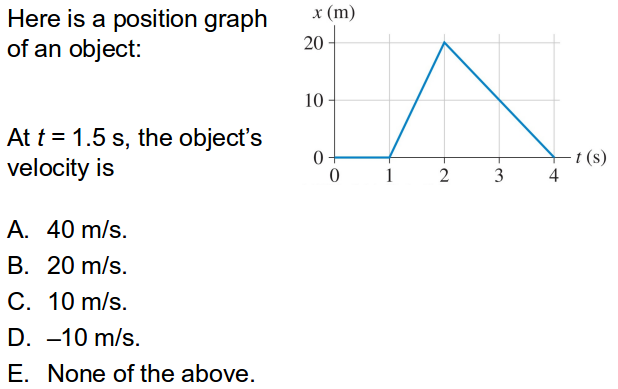 Here is a position graph
of an object:
At t = 1.5 s, the object's
velocity is
A. 40 m/s.
B. 20 m/s.
C. 10 m/s.
D. –10 m/s.
E. None of the above.
x (m)
20
10
0
0 1 2 3 4
t (s)